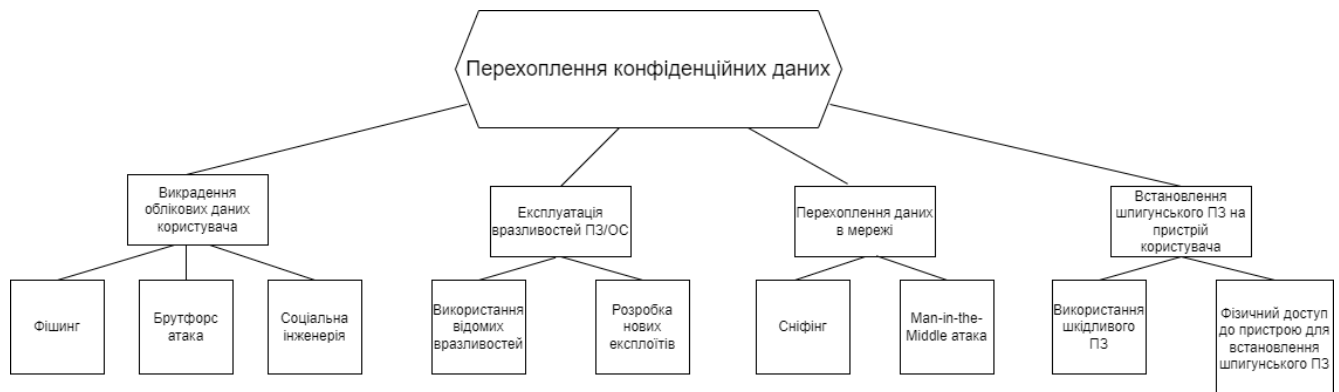 Перехоплення конфіденційних даних
Викрадення
облікових даних
користувача
Експлуатація
вразливостей ПЗ/ОС
Перехоплення даних
в мережі
Встановлення
шпигунського ПЗ на
пристрій
користувача
Фішинг
Брутфорс
атака
Соціальна
інженерія
Використання
відомих
вразливостей
Розробка
нових
експлоїтів
Сніфінг
Man-in-the-
Middle атака
Використання
шкідливого
ПЗ
Фізичний доступ
до пристрою для
встановлення
шпигунського ПЗ